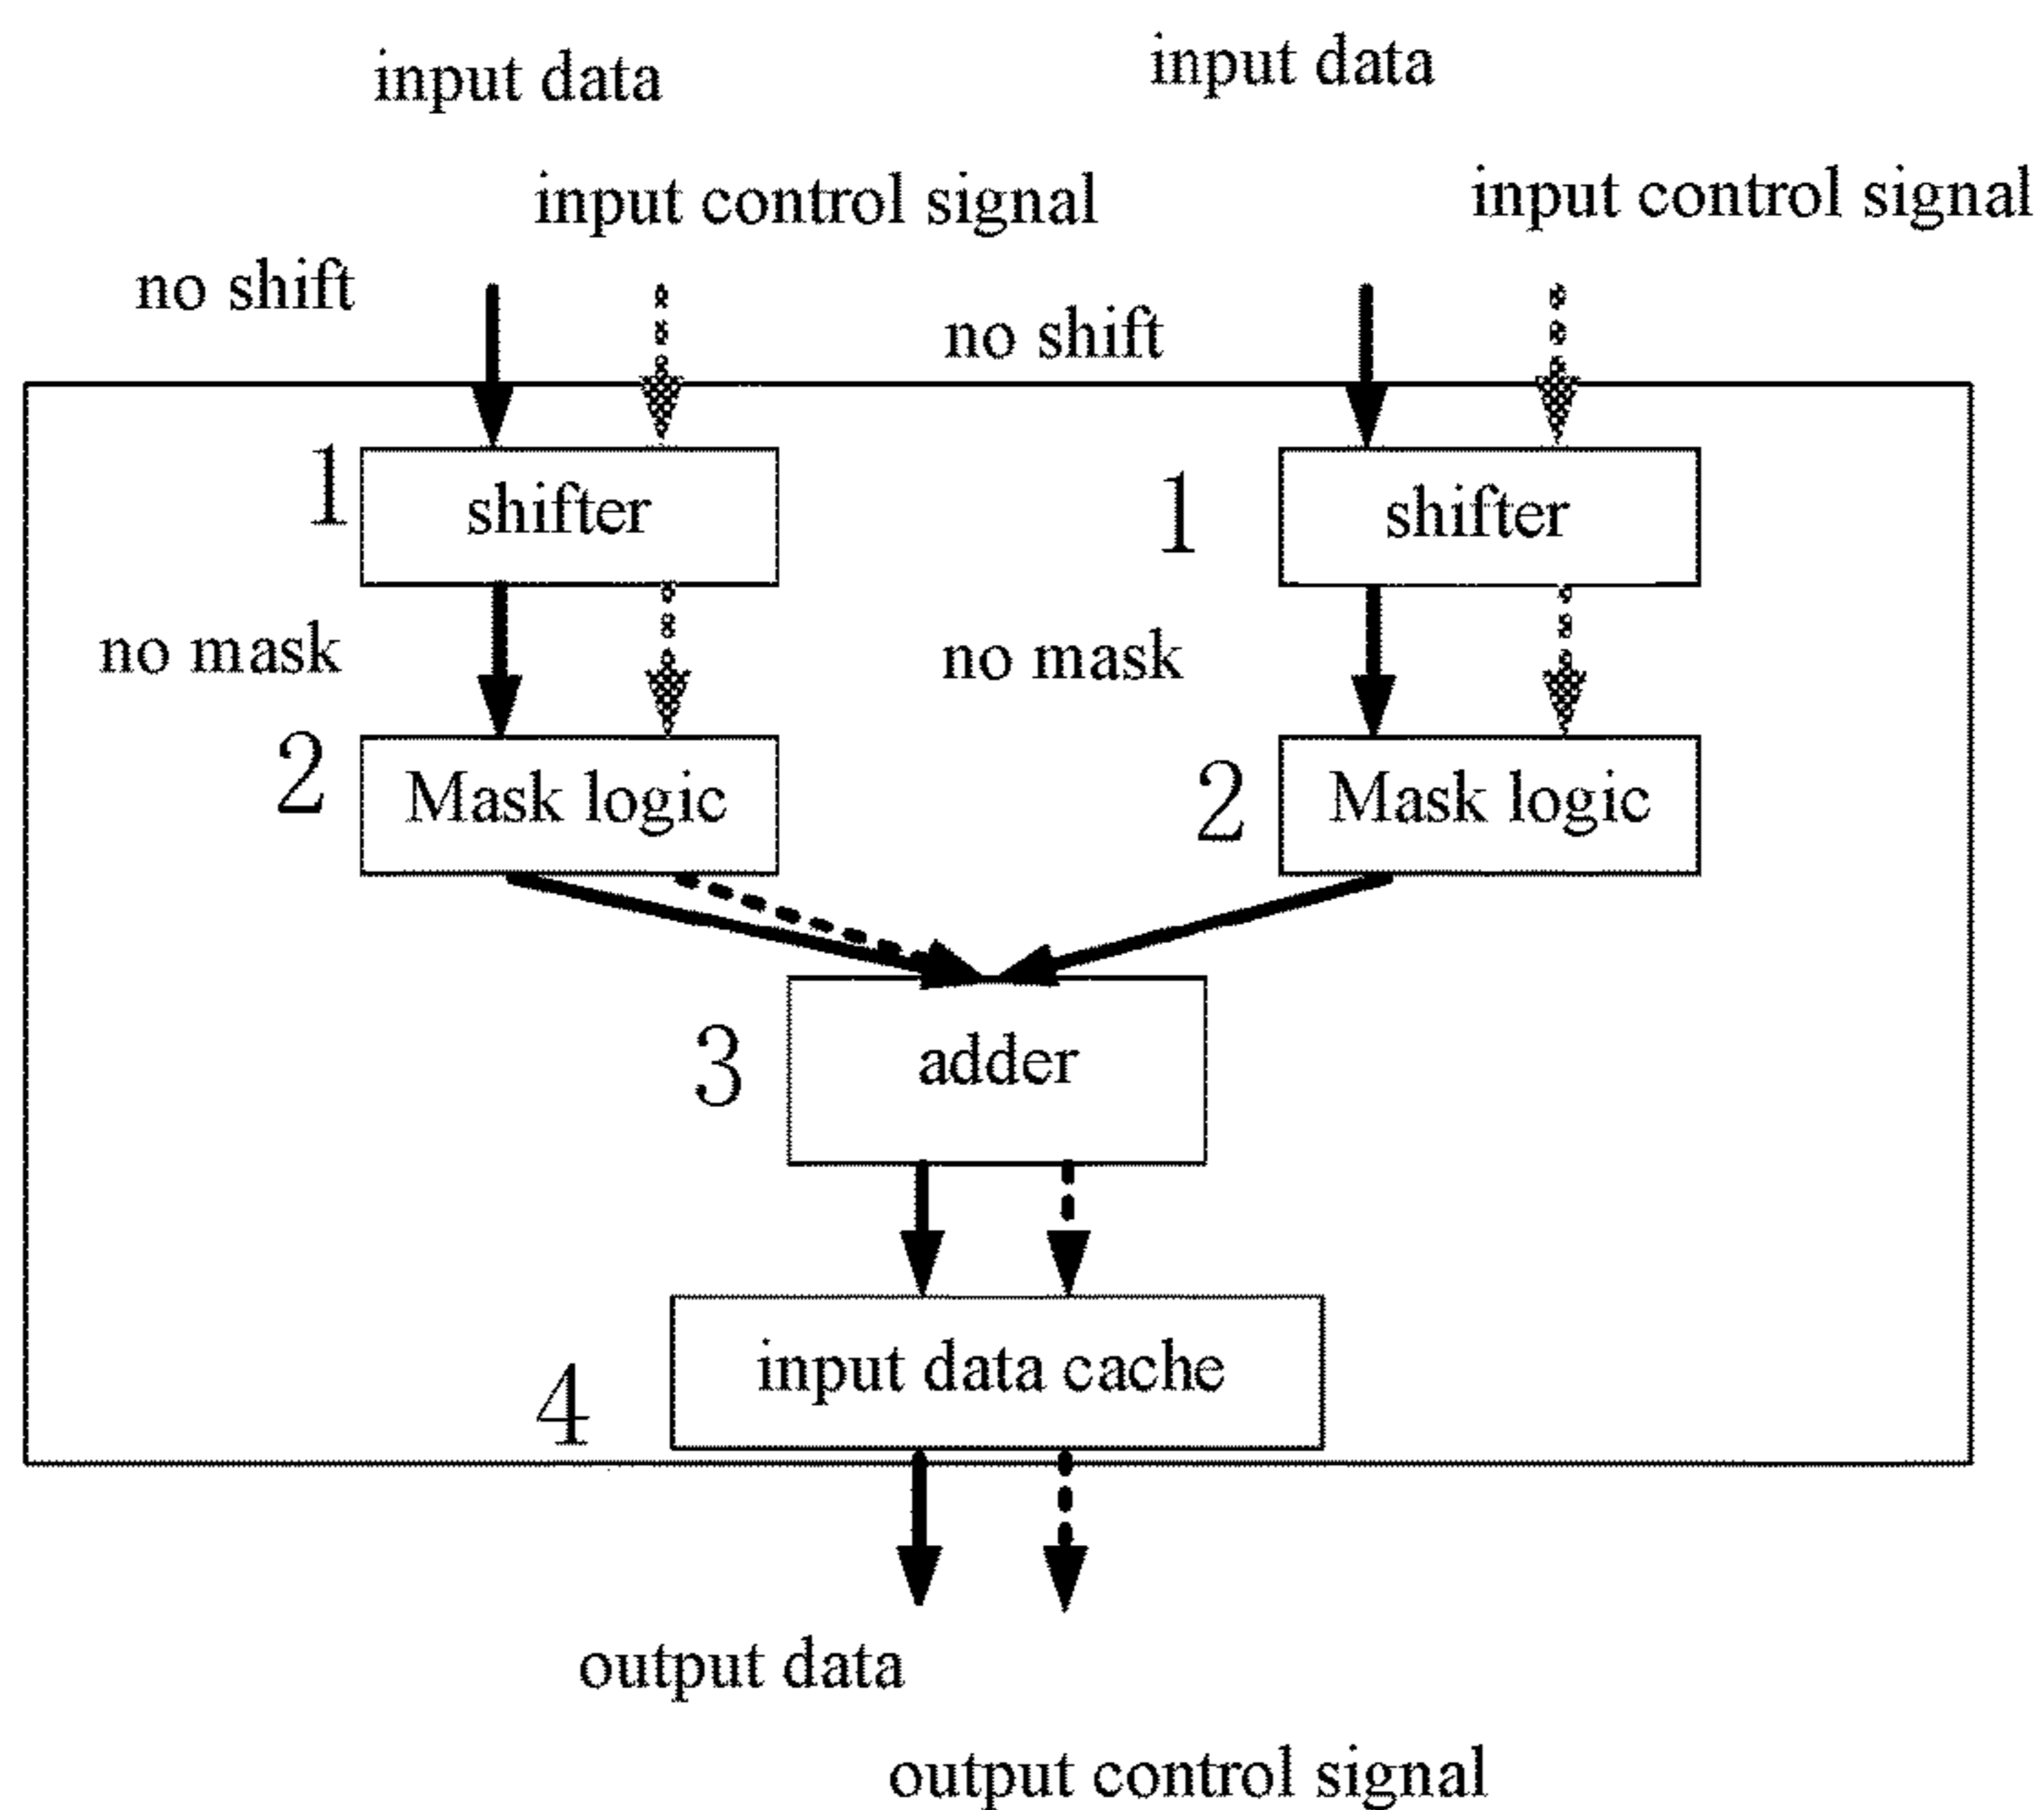 input data
input data
input control signal
input control signal
no shift
no shift
1
shifter
1
shifter
no mask
no mask
2
Mask logic
2
Mask logic
3
adder
4
input data cache
output data
output control signal